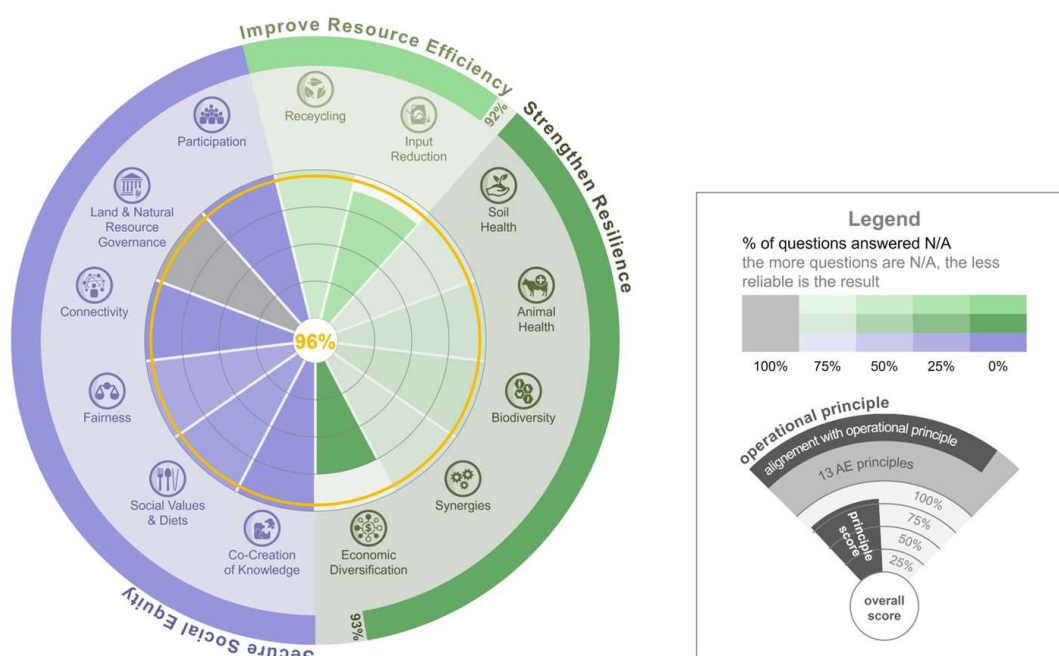 Improve Resource Efficiency
92%
Strengthen Resilience
93%
Secure Social Equity
Receycling
Input
Reduction
Soil
Health
Animal
Health
Biodiversity
Synergies
Economic
Diversification
Co-Creation
of Knowledge
Social Values
& Diets
Fairness
Connectivity
Land & Natural
Resource
Governance
Participation
96%
Legend
% of questions answered N/A
the more questions are N/A, the less
reliable is the result
100% 75% 50% 25% 0%
operational principle
alignement with operational principle
13 AE principles
100%
75%
50%
25%
principle
score
overall
score